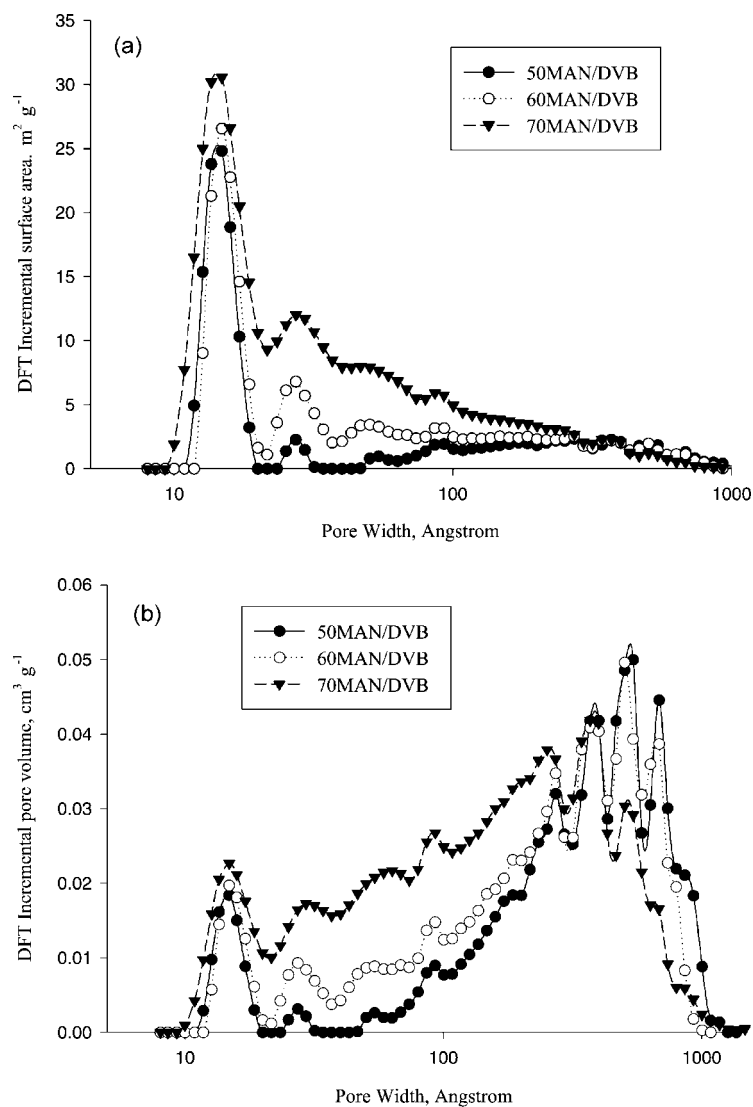 (a)
50MAN/DVB
60MAN/DVB
70MAN/DVB
DFT Incremental surface area. m² g⁻¹
35
30
25
20
15
10
5
0
10
100
1000
Pore Width, Angstrom
(b)
50MAN/DVB
60MAN/DVB
70MAN/DVB
DFT Incremental pore volume, cm³ g⁻¹
0.06
0.05
0.04
0.03
0.02
0.01
0.00
10
100
1000
Pore Width, Angstrom